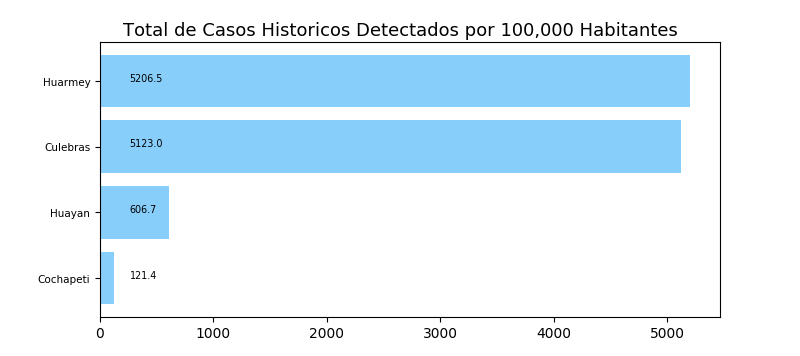 Total de Casos Historicos Detectados por 100,000 Habitantes
Huarmey 5206.5
Culebras 5123.0
Huayan 606.7
Cochapeti 121.4
0 1000 2000 3000 4000 5000